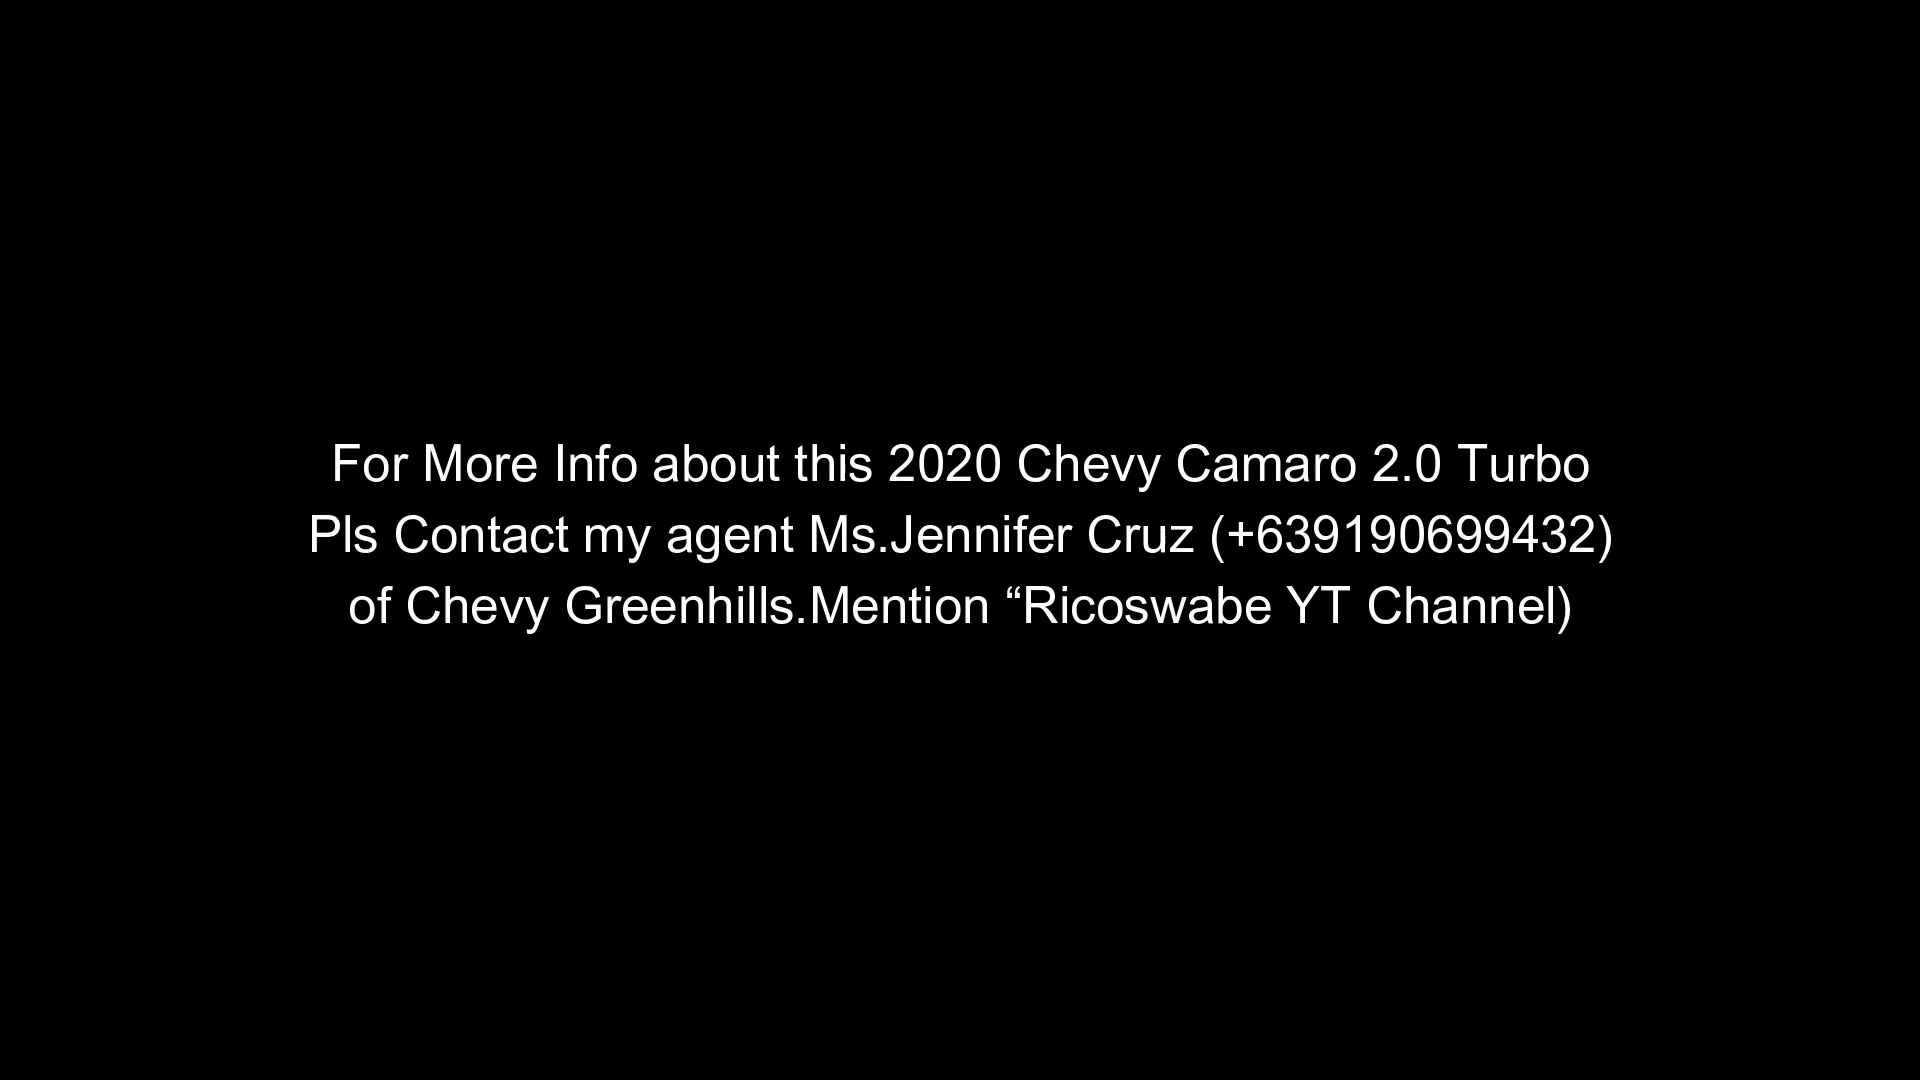 For More Info about this 2020 Chevy Camaro 2.0 Turbo
Pls Contact my agent Ms.Jennifer Cruz (+639190699432)
of Chevy Greenhills.Mention “Ricoswabe YT Channel)